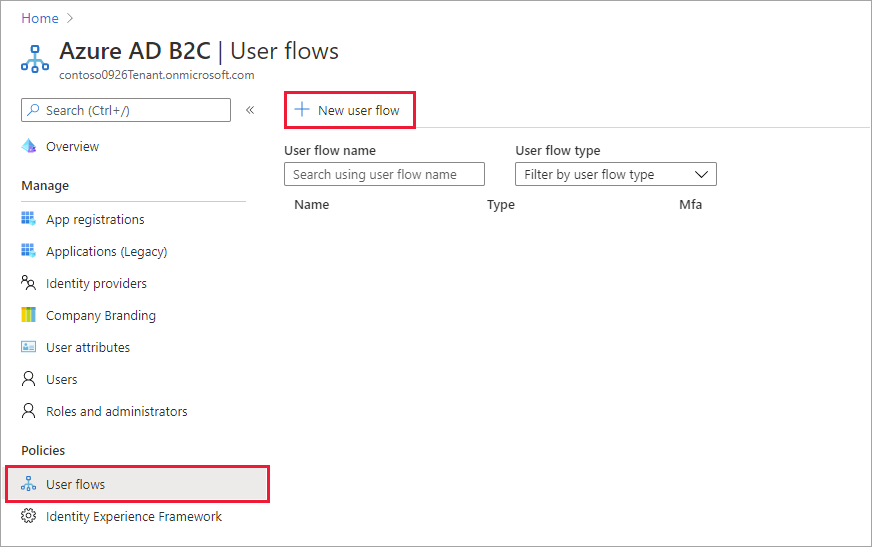 Home
Azure AD B2C | User flows
contoso0926Tenant.onmicrosoft.com
Search (Ctrl+/)
Overview
Manage
App registrations
Applications (Legacy)
Identity providers
Company Branding
User attributes
Users
Roles and administrators
Policies
User flows
Identity Experience Framework
New user flow
User flow name User flow type
Search using user flow name Filter by user flow type
Name Type Mfa